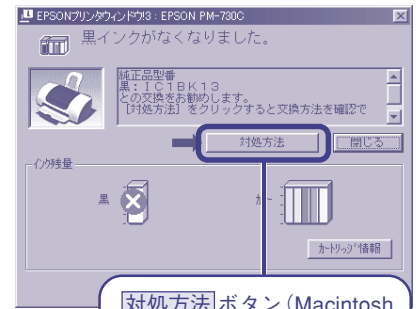 EPSONプリンタウィンドウ!3 : EPSON PM-730C
黒インクがなくなりました。
純正品型番
黒：IC1BK13
との交換をお勧めします。
[対処方法] をクリックすると交換方法を確認で
対処方法
閉じる
インク残量
黒
カラー
カートリッジ情報
対処方法 ボタン（Macintosh